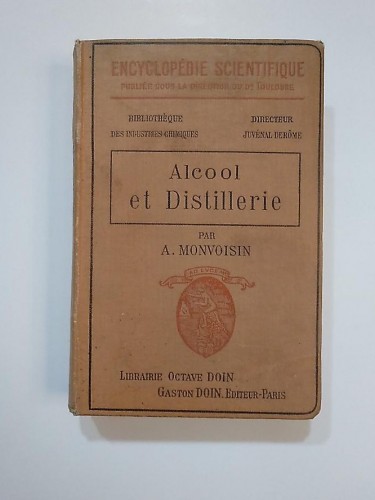 ENCYCLOPÉDIE SCIENTIFIQUE
PUBLIÉE SOUS LA DIRECTION DU Dr TOULOUSE
BIBLIOTHÈQUE
DES INDUSTRIES CHIMIQUES
DIRECTEUR
JUVÉNAL DERÔME
Alcool
et Distillerie
PAR
A. MONVOISIN
LIBRAIRIE OCTAVE DOIN
GASTON DOIN, EDITEUR-PARIS